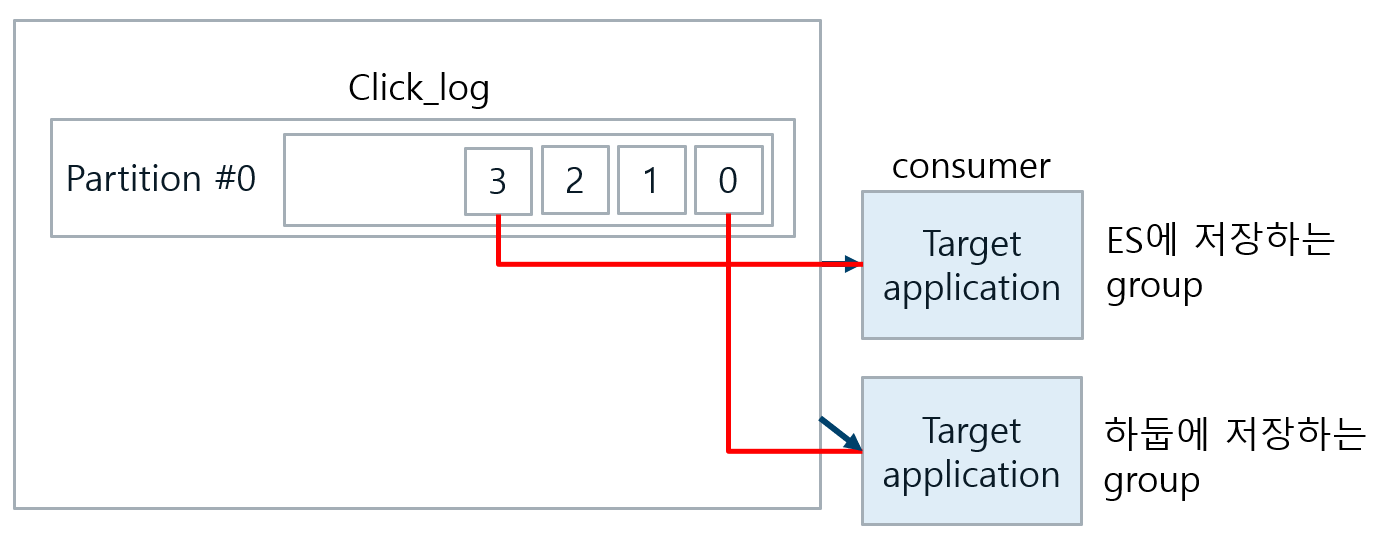 Click_log
Partition #0
3 2 1 0
consumer
Target
application
ES에 저장하는
group
Target
application
하둡에 저장하는
group